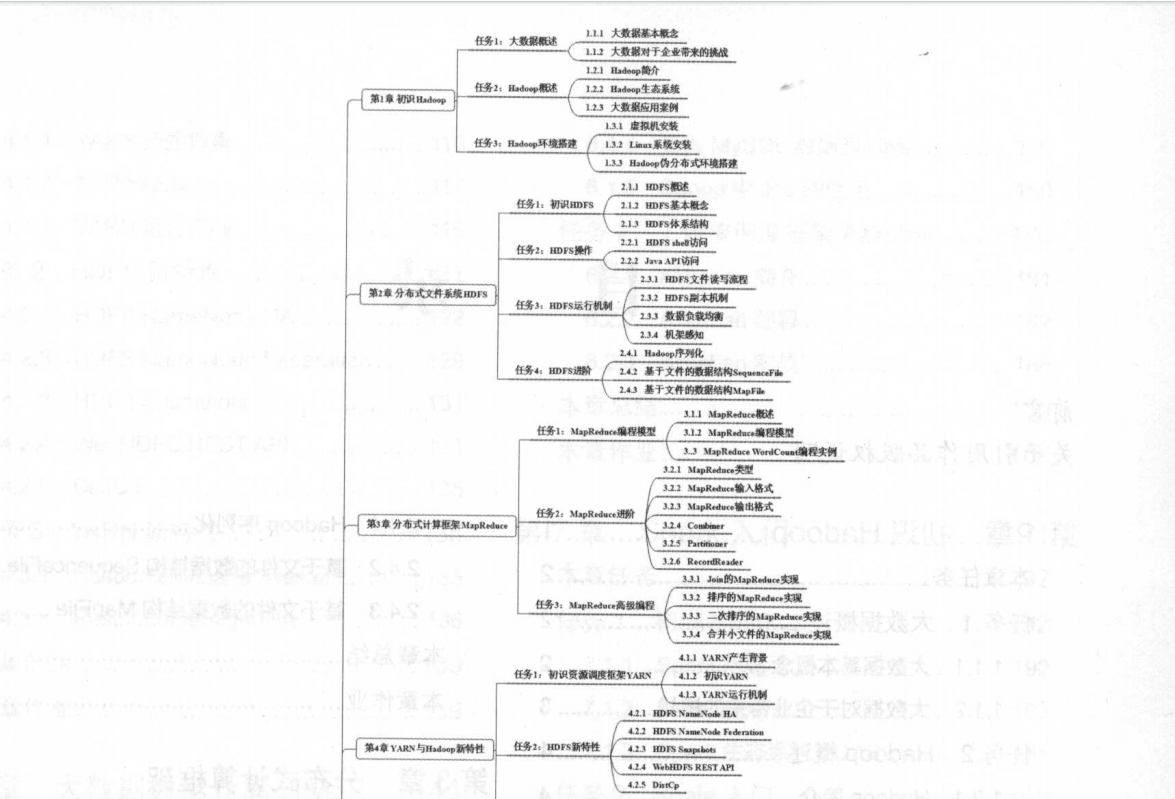 第1章 初识Hadoop
任务1：大数据概述
1.1.1 大数据基本概念
1.1.2 大数据对于企业带来的挑战
任务2：Hadoop概述
1.2.1 Hadoop简介
1.2.2 Hadoop生态系统
1.2.3 大数据应用案例
任务3：Hadoop环境搭建
1.3.1 虚拟机安装
1.3.2 Linux系统安装
1.3.3 Hadoop伪分布式环境搭建
第2章 分布式文件系统HDFS
任务1：初识HDFS
2.1.1 HDFS概述
2.1.2 HDFS基本概念
2.1.3 HDFS体系结构
任务2：HDFS操作
2.2.1 HDFS shell访问
2.2.2 Java API访问
任务3：HDFS运行机制
2.3.1 HDFS文件读写流程
2.3.2 HDFS副本机制
2.3.3 数据负载均衡
2.3.4 机架感知
任务4：HDFS进阶
2.4.1 Hadoop序列化
2.4.2 基于文件的数据结构SequenceFile
2.4.3 基于文件的数据结构MapFile
第3章 分布式计算框架MapReduce
任务1：MapReduce编程模型
3.1.1 MapReduce概述
3.1.2 MapReduce编程模型
3..3 MapReduce WordCount编程实例
任务2：MapReduce进阶
3.2.1 MapReduce类型
3.2.2 MapReduce输入格式
3.2.3 MapReduce输出格式
3.2.4 Combiner
3.2.5 Partitioner
3.2.6 RecordReader
任务3：MapReduce高级编程
3.3.1 Join的MapReduce实现
3.3.2 排序的MapReduce实现
3.3.3 二次排序的MapReduce实现
3.3.4 合并小文件的MapReduce实现
第4章 YARN与Hadoop新特性
任务1：初识资源调度框架YARN
4.1.1 YARN产生背景
4.1.2 初识YARN
4.1.3 YARN运行机制
任务2：HDFS新特性
4.2.1 HDFS NameNode HA
4.2.2 HDFS NameNode Federation
4.2.3 HDFS Snapshots
4.2.4 WebHDFS REST API
4.2.5 DistCp